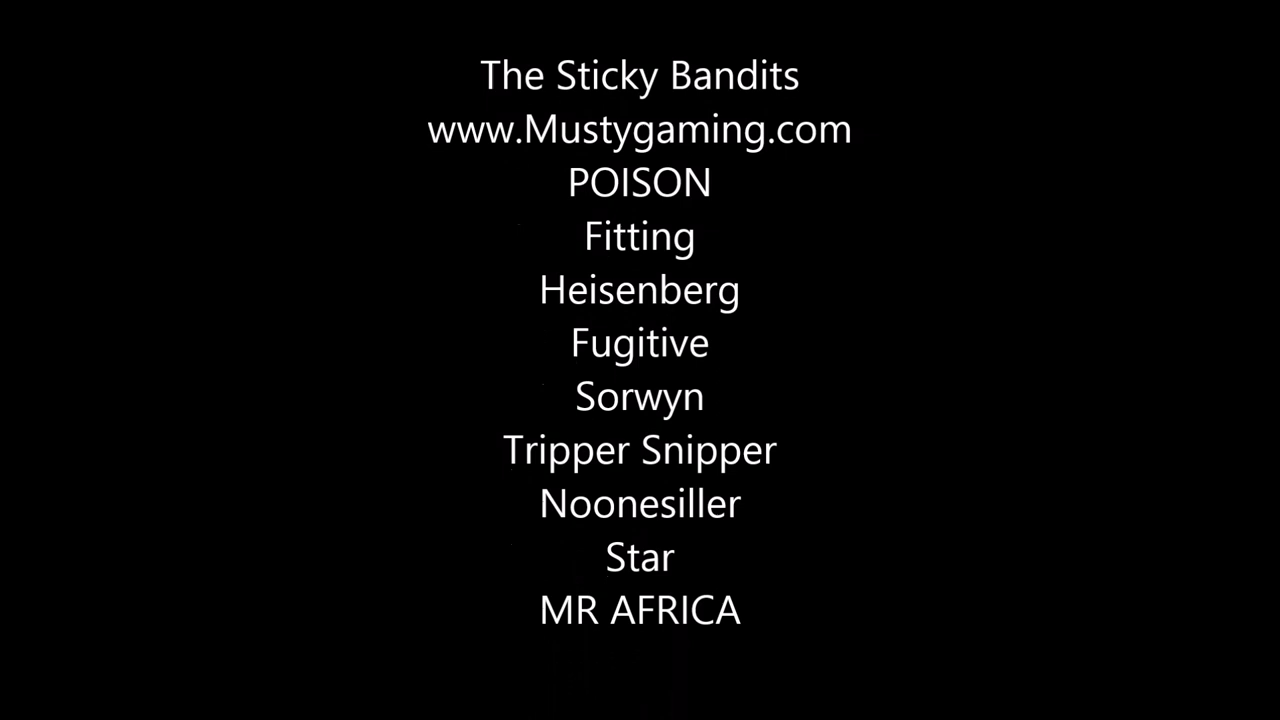 The Sticky Bandits
www.Mustygaming.com
POISON
Fitting
Heisenberg
Fugitive
Sorwyn
Tripper Snipper
Noonesiller
Star
MR AFRICA